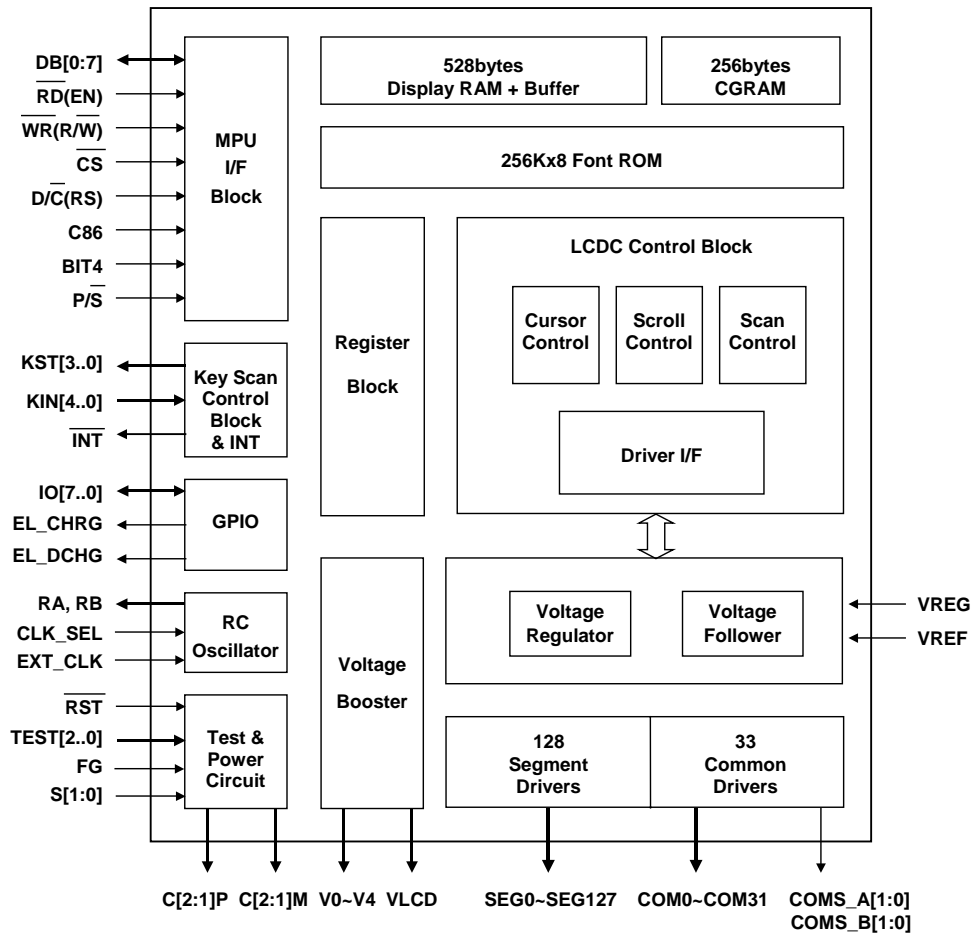 DB[0:7]
RD(EN)
WR(R/W)
CS
D/C(RS)
C86
BIT4
P/S
MPU
I/F
Block
528bytes
Display RAM + Buffer
256bytes
CGRAM
256Kx8 Font ROM
KST[3..0]
KIN[4..0]
INT
Key Scan
Control
Block
& INT
Register
Block
LCDC Control Block
Cursor
Control
Scroll
Control
Scan
Control
Driver I/F
IO[7..0]
EL_CHRG
EL_DCHG
GPIO
RA, RB
CLK_SEL
EXT_CLK
RC
Oscillator
Voltage
Booster
Voltage
Regulator
Voltage
Follower
VREG
VREF
RST
TEST[2..0]
FG
S[1:0]
Test &
Power
Circuit
128
Segment
Drivers
33
Common
Drivers
C[2:1]P
C[2:1]M
V0~V4
VLCD
SEG0~SEG127
COM0~COM31
COMS_A[1:0]
COMS_B[1:0]